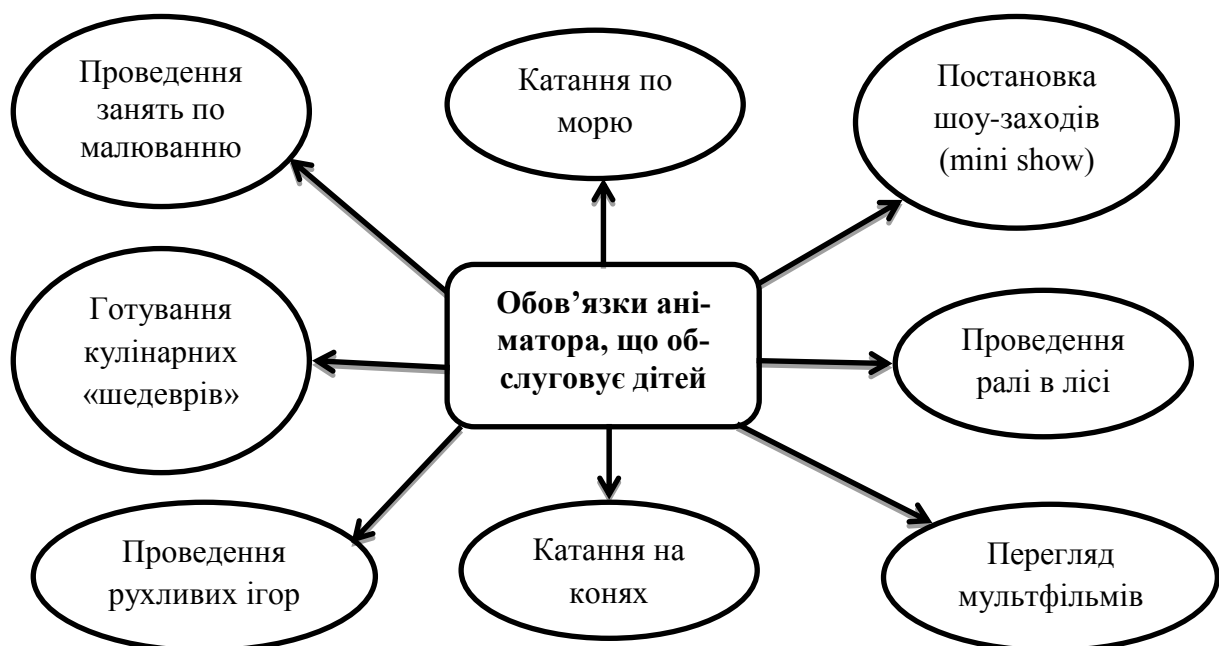 Проведення
занять по
малюванню
Катання по
морю
Постановка
шоу-заходів
(mini show)
Готування
кулінарних
«шедеврів»
Обов’язки ані-
матора, що об-
слуговує дітей
Проведення
ралі в лісі
Проведення
рухливих ігор
Катання на
конях
Перегляд
мультфільмів